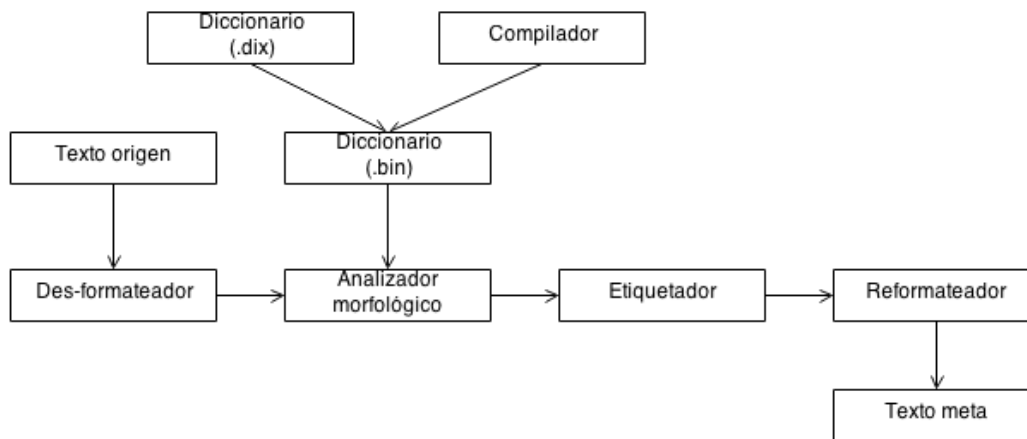 Diccionario
(.dix)
Compilador
Texto origen
Diccionario
(.bin)
Des-formateador
Analizador
morfológico
Etiquetador
Reformateador
Texto meta